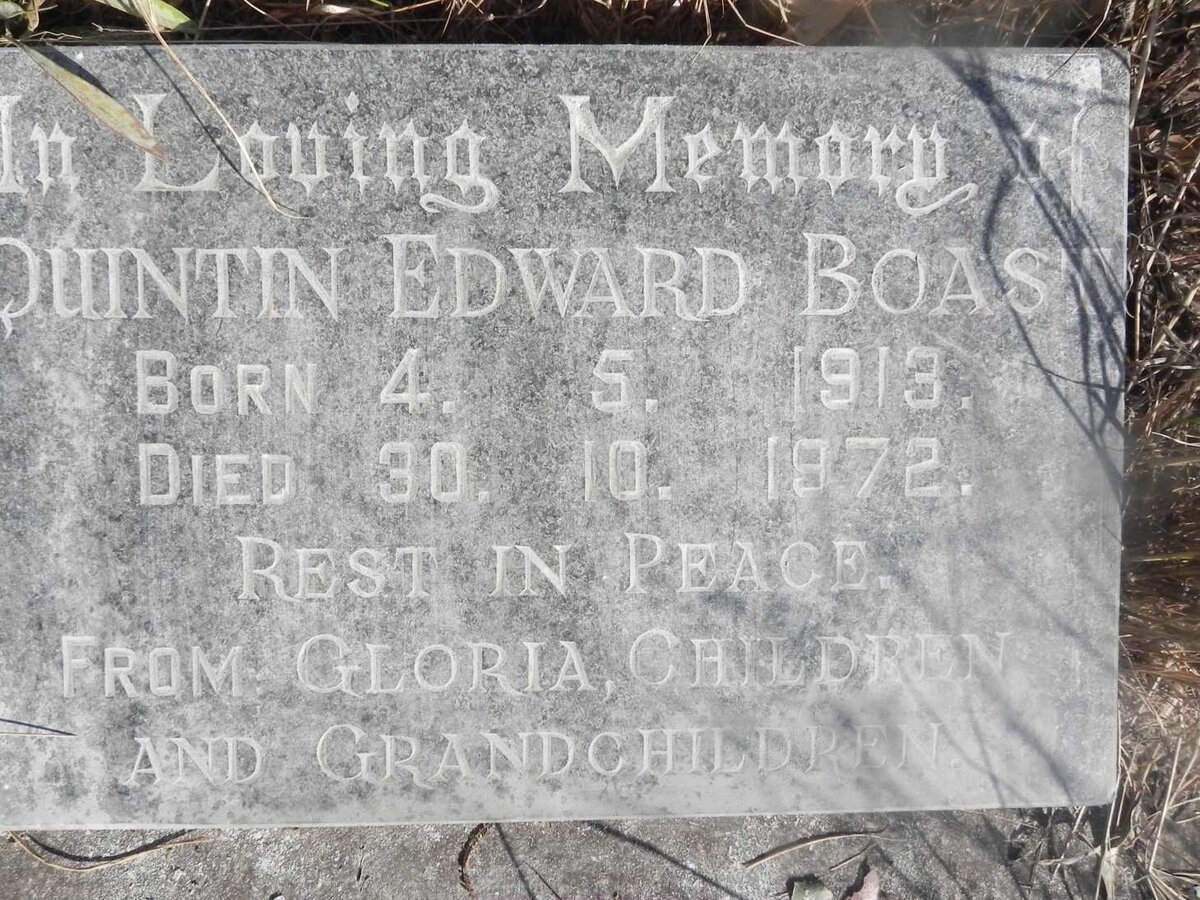 In Loving Memory of
QUINTIN EDWARD BOAST
BORN 4. 5. 1913.
DIED 30. 10. 1972.
REST IN PEACE.
FROM GLORIA, CHILDREN
AND GRANDCHILDREN.